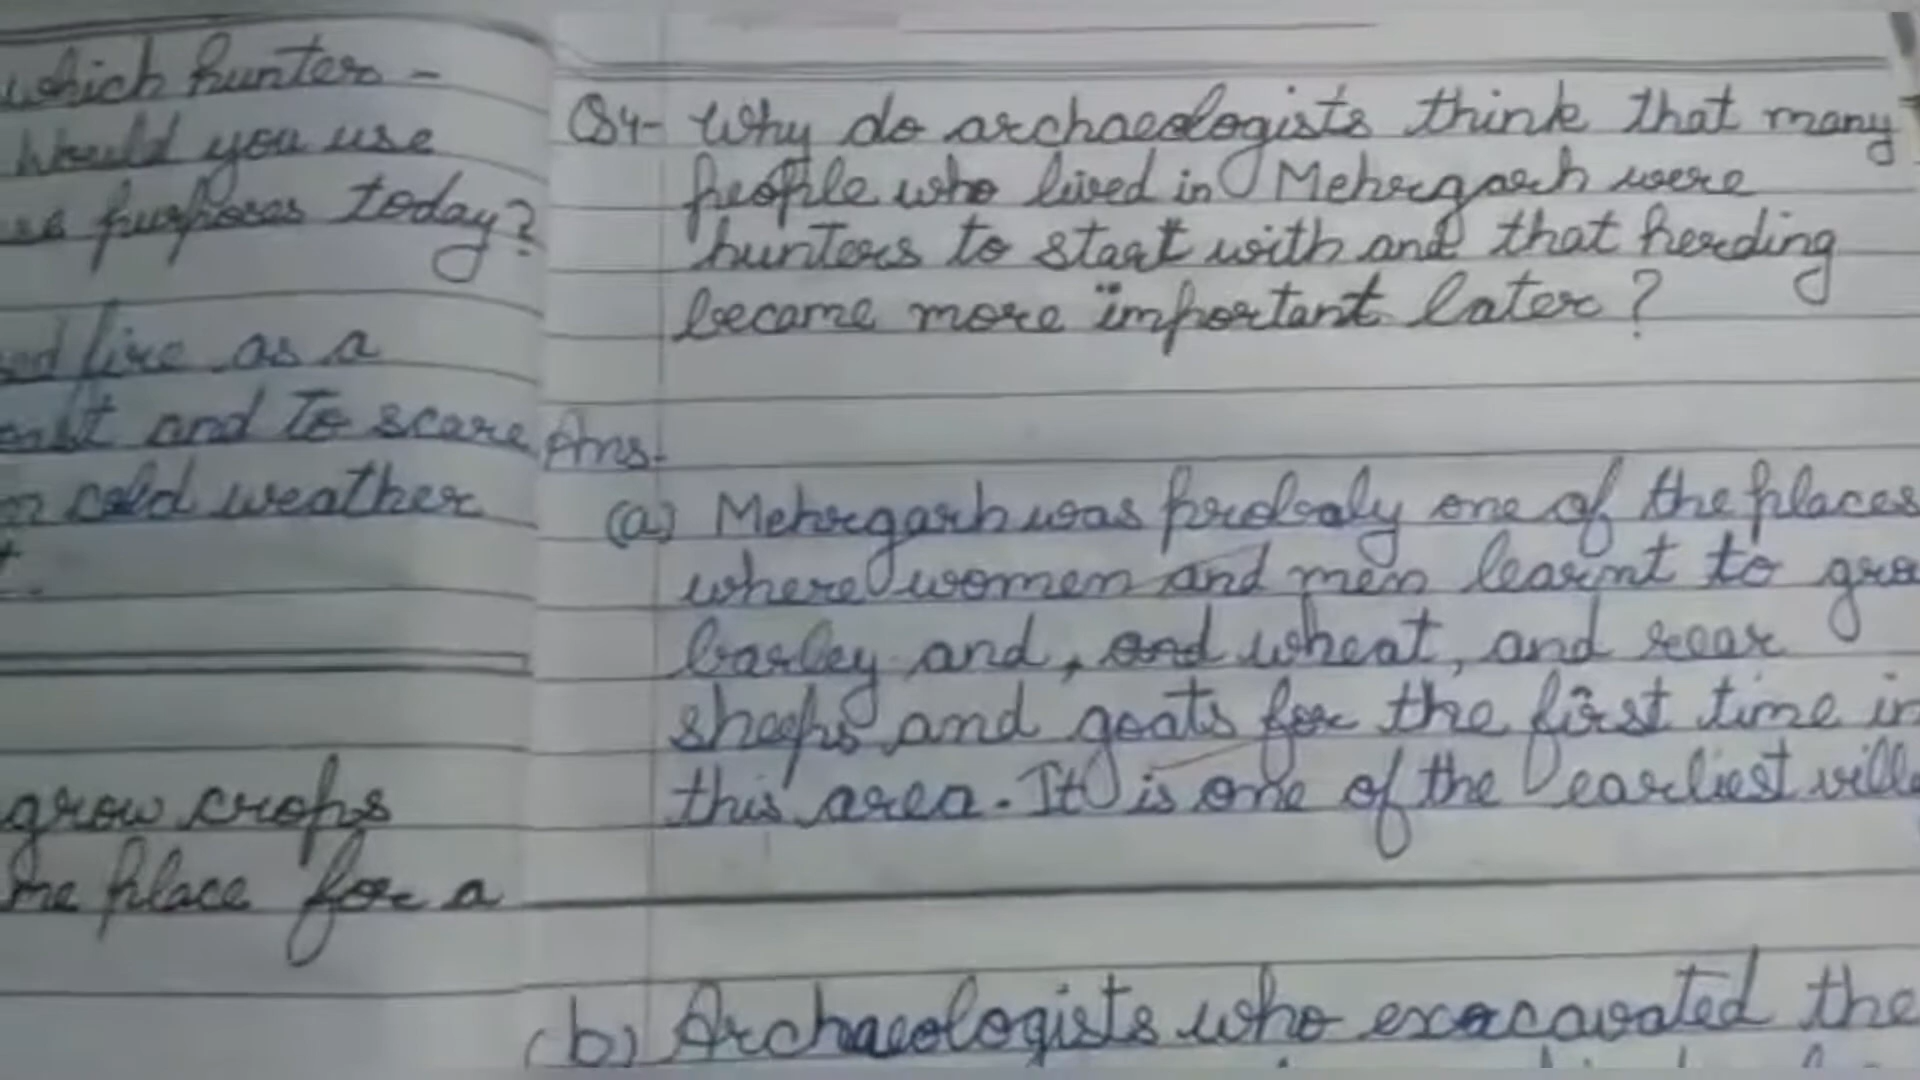 which hunter -
would you use
purposes today?
fire as a
and to scare
cold weather
grow crops
place for a
Q4- Why do archaeologists think that many
people who lived in Mehrgarh were
hunters to start with and that herding
became more important later?
Ans-
(a) Mehrgarh was probaly one of the places
where women and men learnt to gro
barley and, and wheat, and rear
sheeps and goats for the first time in
this area. It is one of the earliest villa
(b) Archaeologists who excacavated the